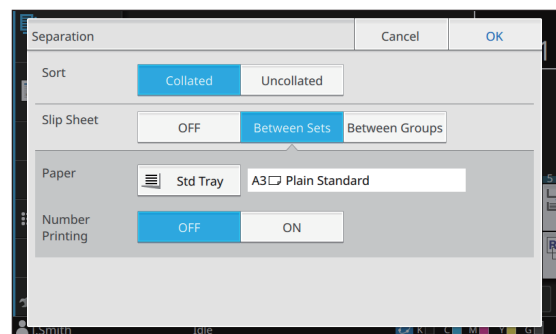 Separation Cancel OK
Sort Collated Uncollated
Slip Sheet OFF Between Sets Between Groups
Paper Std Tray A3 Plain Standard
Number Printing OFF ON
J.Smith Idle K C M Y G